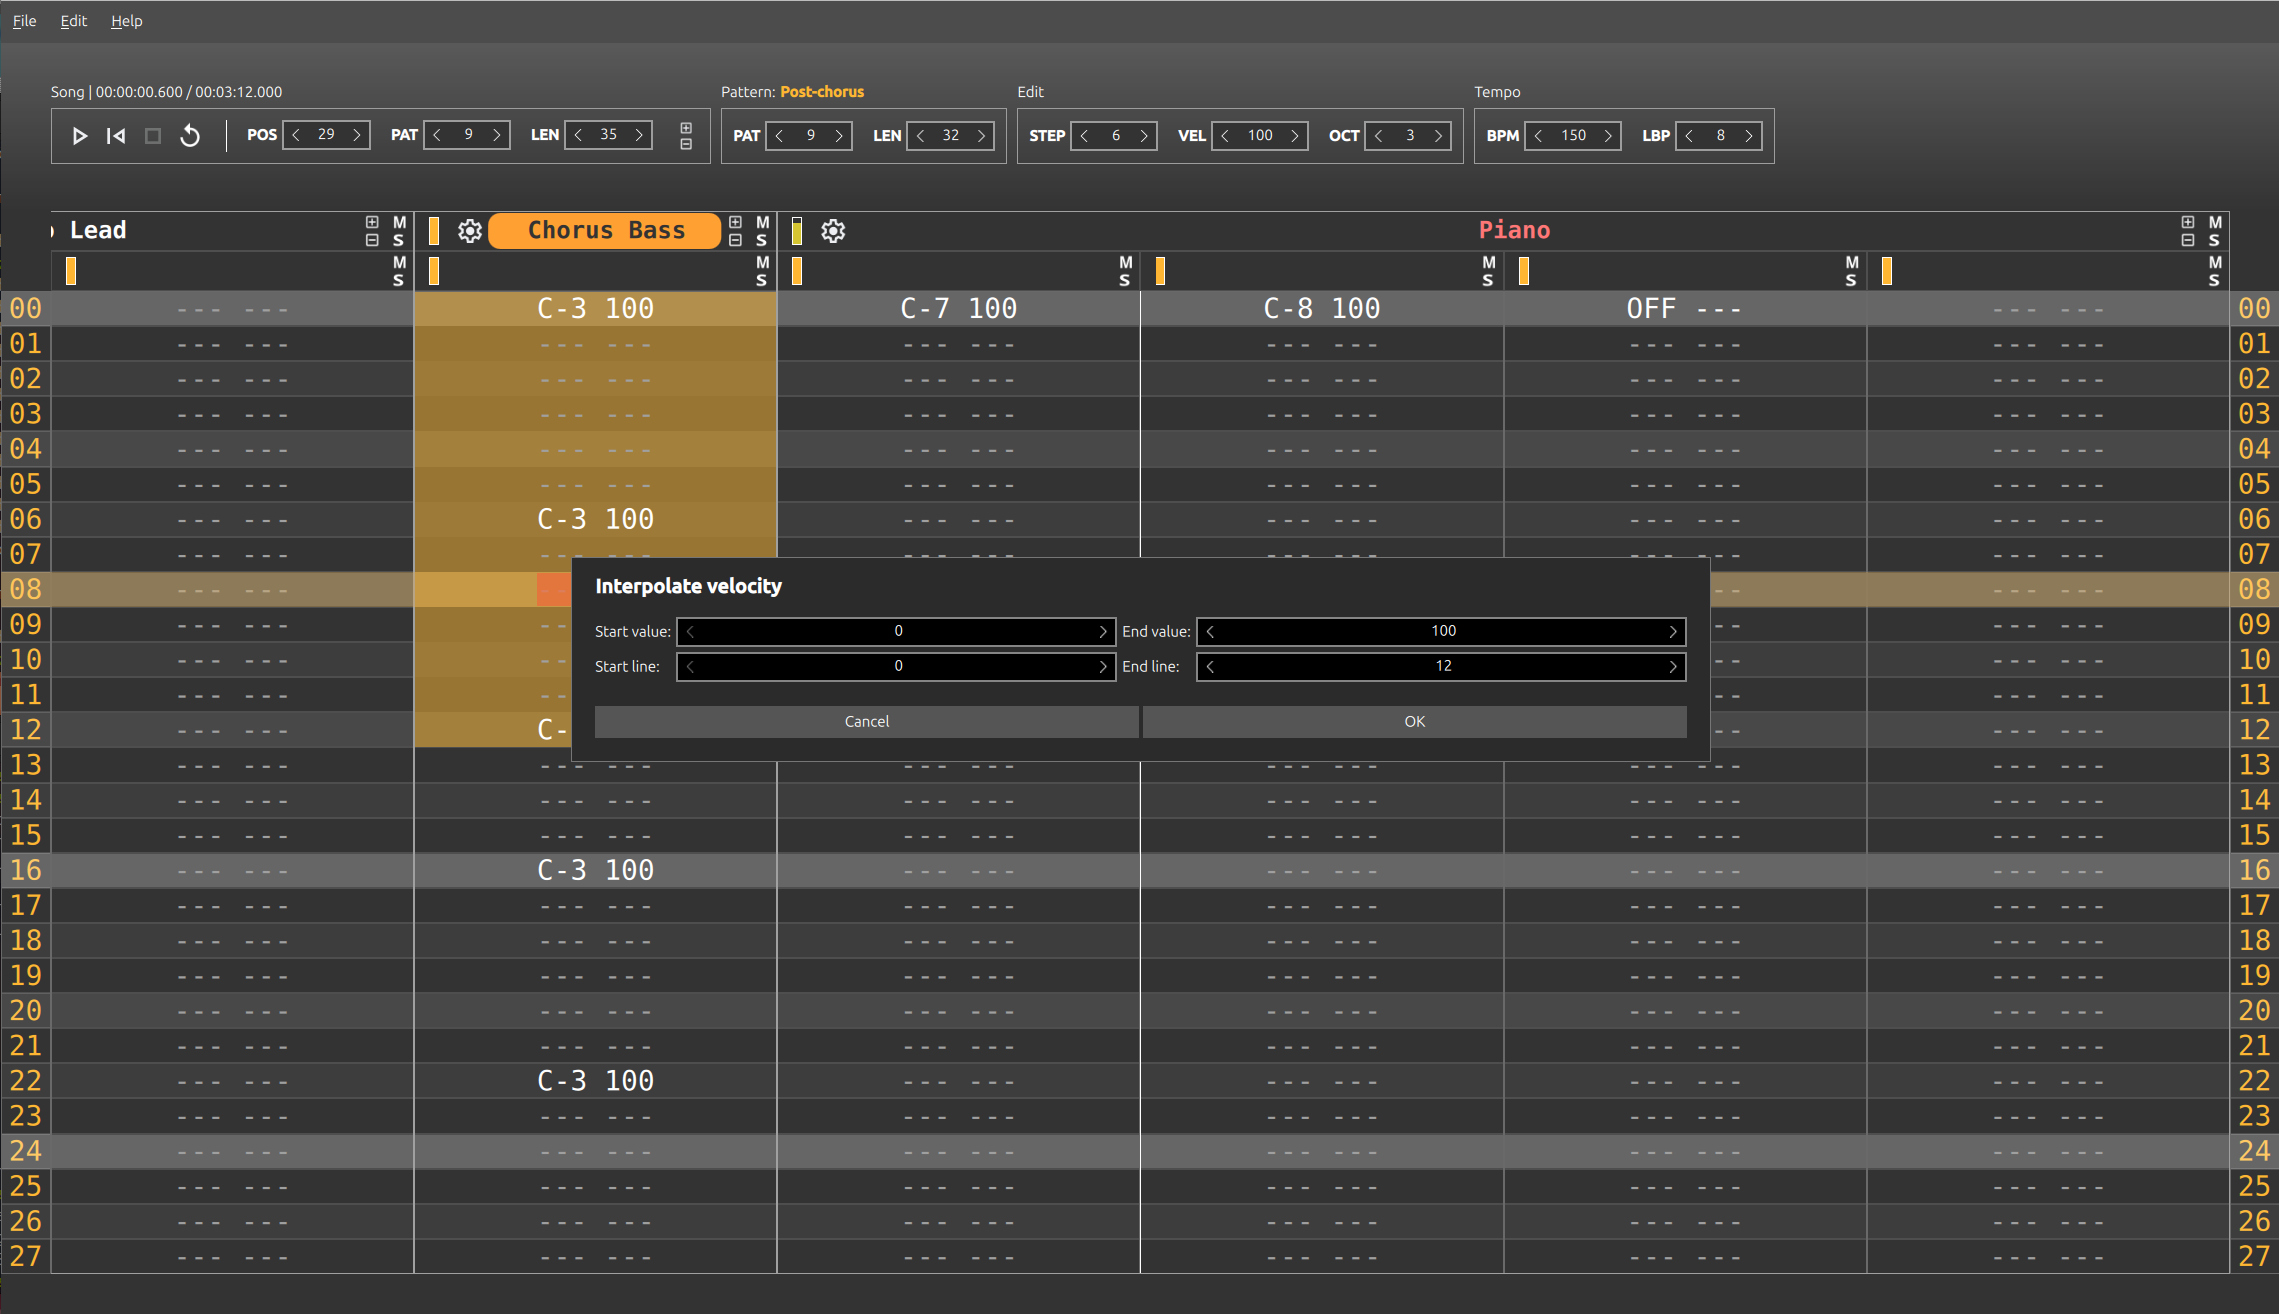 File Edit Help
Song | 00:00:00.600 / 00:03:12.000 Pattern: Post-chorus Edit Tempo
POS 29 PAT 9 LEN 35 PAT 9 LEN 32 STEP 6 VEL 100 OCT 3 BPM 150 LBP 8
Lead M S Chorus Bass M S Piano M S
M S M S M S M S M S M S
00 --- --- C-3 100 C-7 100 C-8 100 OFF --- --- --- 00
01 --- --- --- --- --- --- --- --- --- --- --- --- 01
02 --- --- --- --- --- --- --- --- --- --- --- --- 02
03 --- --- --- --- --- --- --- --- --- --- --- --- 03
04 --- --- --- --- --- --- --- --- --- --- --- --- 04
05 --- --- --- --- --- --- --- --- --- --- --- --- 05
06 --- --- C-3 100 --- --- --- --- --- --- --- --- 06
07 --- --- --- --- --- --- --- --- --- --- --- --- 07
08 --- --- -- --- --- 08
09 --- --- -- -- --- --- 09
10 --- --- -- -- --- --- 10
11 --- --- -- -- --- --- 11
12 --- --- C- -- --- --- 12
Interpolate velocity
Start value: 0 End value: 100
Start line: 0 End line: 12
Cancel OK
13 --- --- --- --- --- --- --- --- --- --- --- --- 13
14 --- --- --- --- --- --- --- --- --- --- --- --- 14
15 --- --- --- --- --- --- --- --- --- --- --- --- 15
16 --- --- C-3 100 --- --- --- --- --- --- --- --- 16
17 --- --- --- --- --- --- --- --- --- --- --- --- 17
18 --- --- --- --- --- --- --- --- --- --- --- --- 18
19 --- --- --- --- --- --- --- --- --- --- --- --- 19
20 --- --- --- --- --- --- --- --- --- --- --- --- 20
21 --- --- --- --- --- --- --- --- --- --- --- --- 21
22 --- --- C-3 100 --- --- --- --- --- --- --- --- 22
23 --- --- --- --- --- --- --- --- --- --- --- --- 23
24 --- --- --- --- --- --- --- --- --- --- --- --- 24
25 --- --- --- --- --- --- --- --- --- --- --- --- 25
26 --- --- --- --- --- --- --- --- --- --- --- --- 26
27 --- --- --- --- --- --- --- --- --- --- --- --- 27